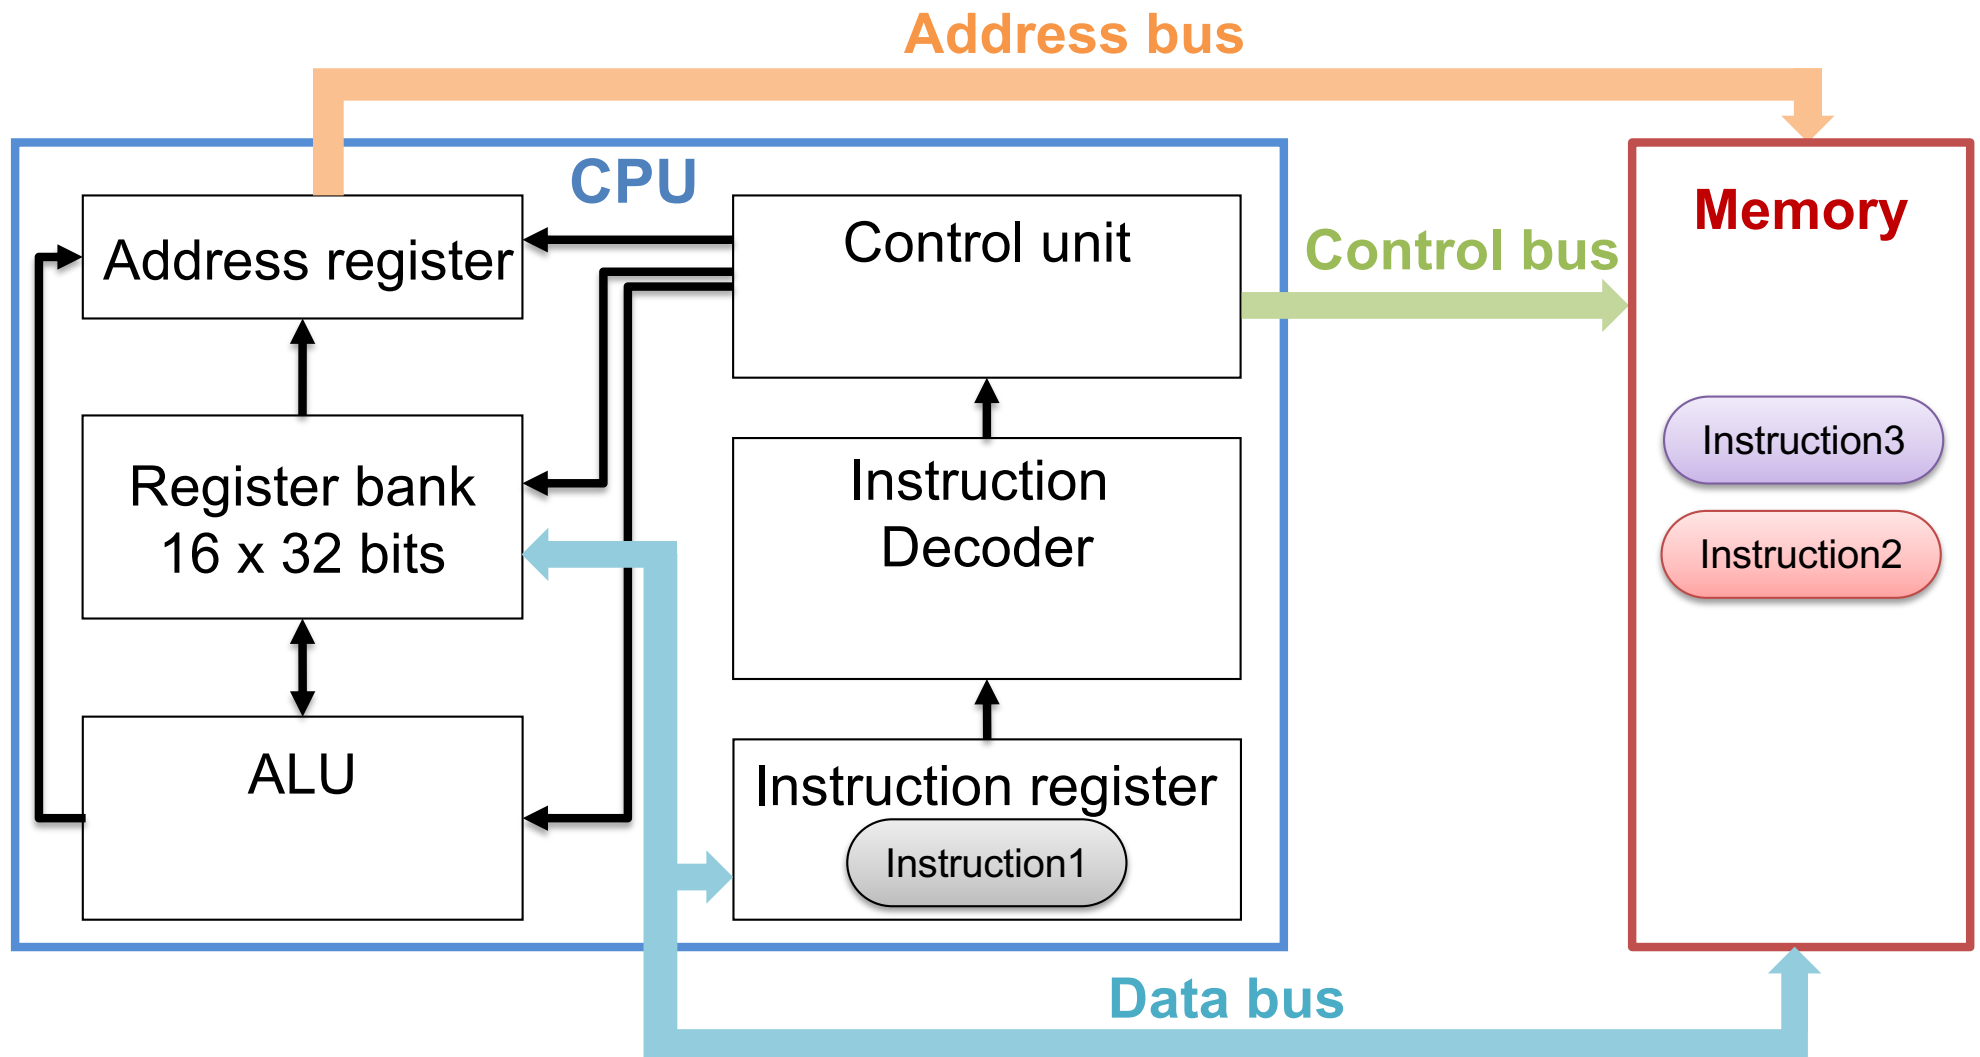 Address bus
CPU
Address register
Control unit
Control bus
Memory
Register bank
16 x 32 bits
Instruction
Decoder
Instruction3
Instruction2
ALU
Instruction register
Instruction1
Data bus